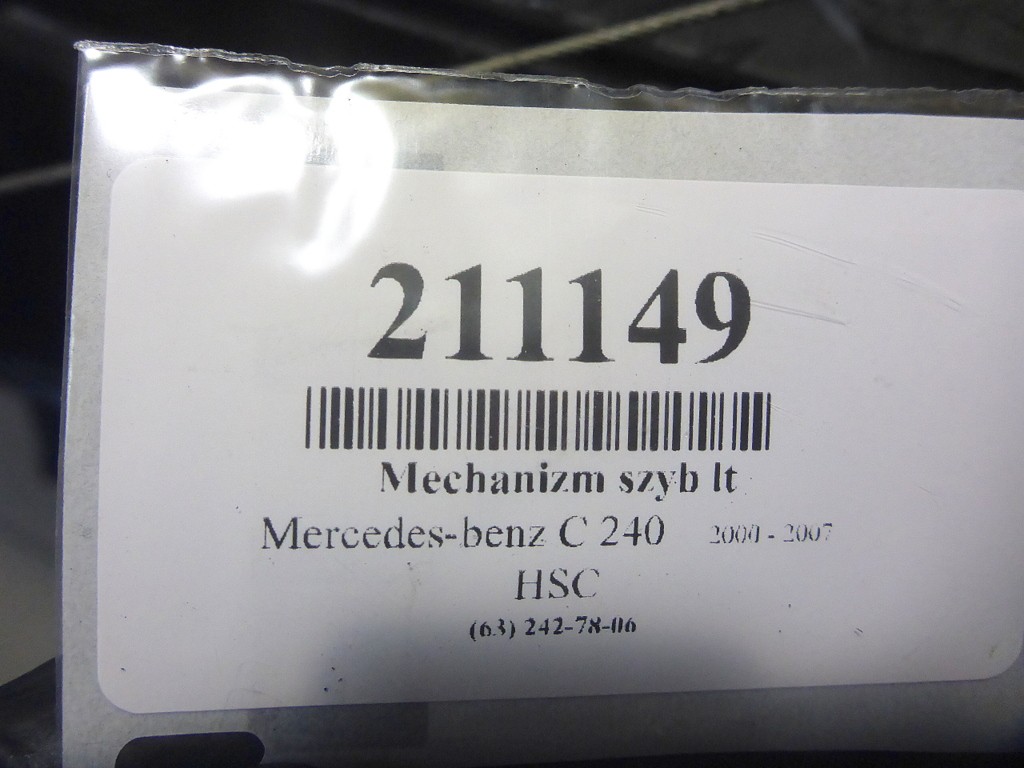 211149
Mechanizm szyb lt
Mercedes-benz C 240 2000 - 2007
HSC
(63) 242-78-06